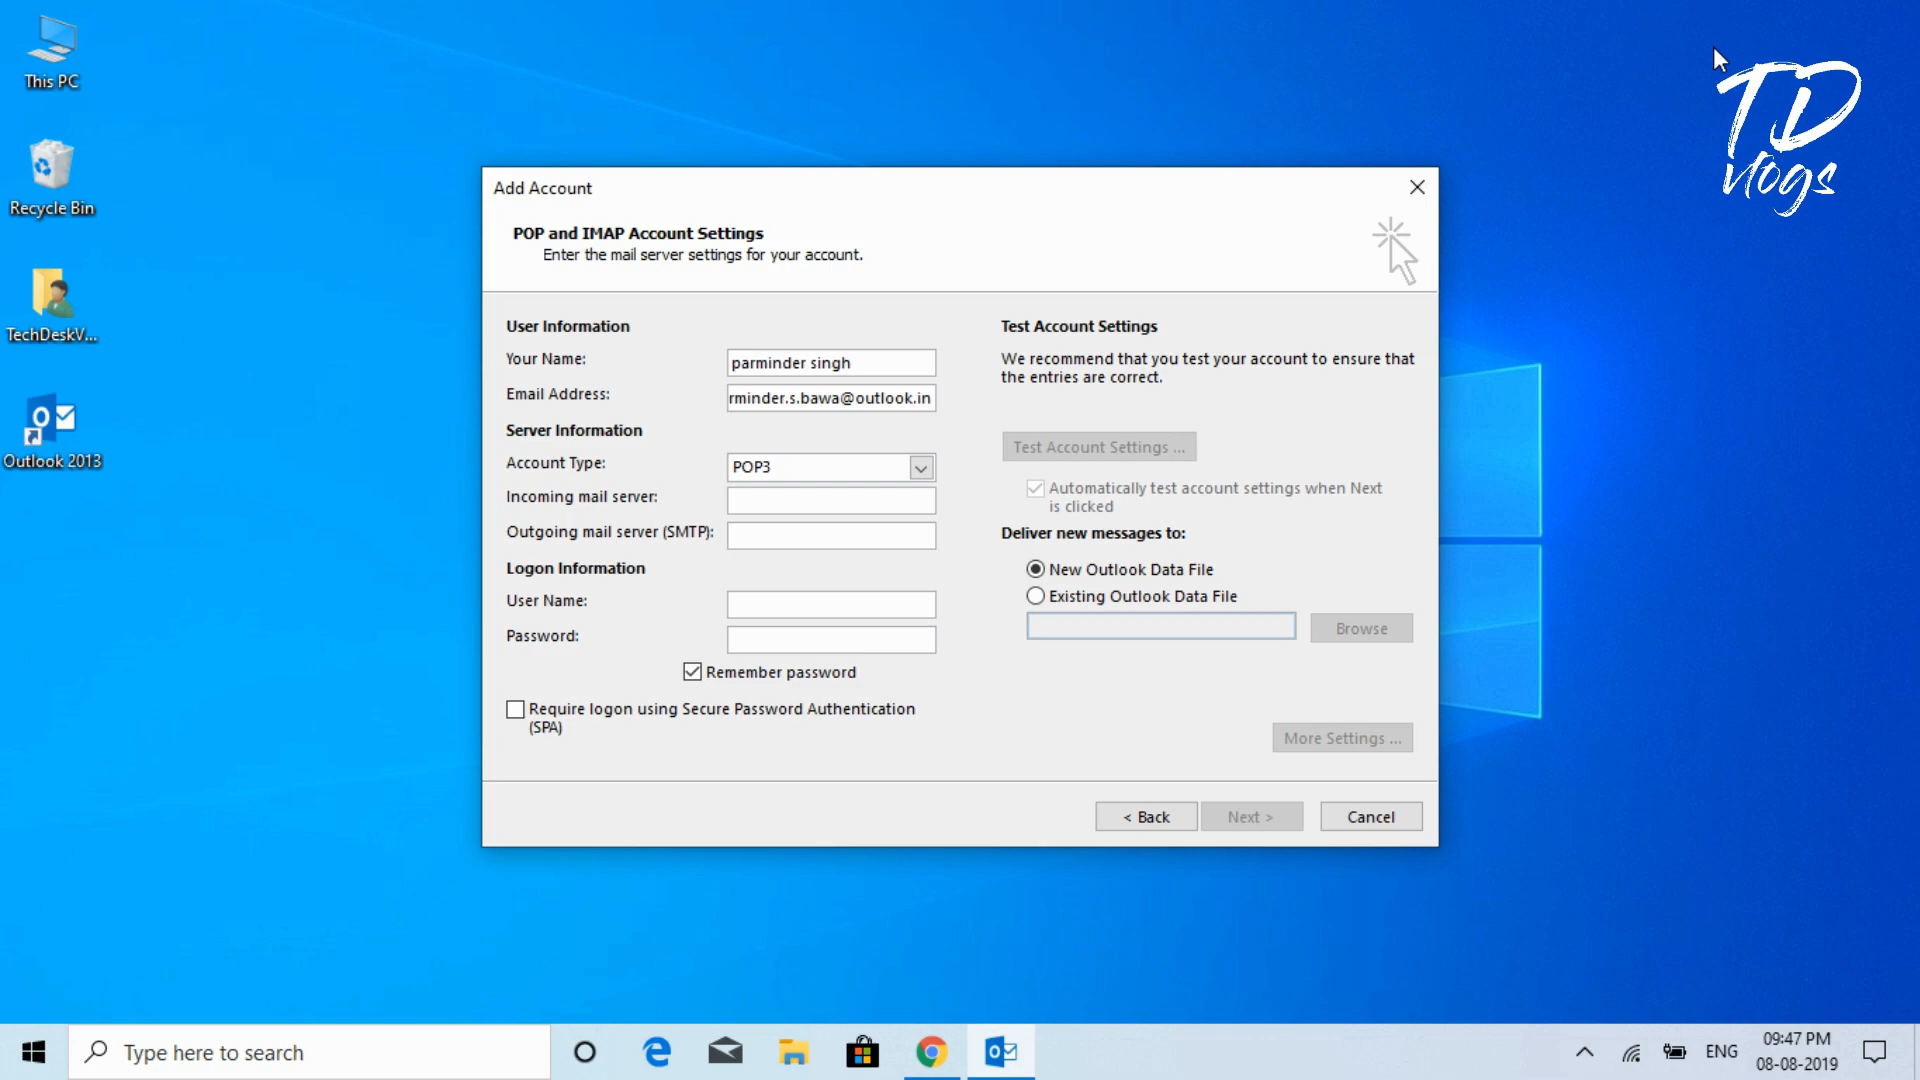 This PC
Recycle Bin
TechDeskV...
Outlook 2013
TD
vlogs
Add Account
POP and IMAP Account Settings
Enter the mail server settings for your account.
User Information
Your Name:
parminder singh
Email Address:
rminder.s.bawa@outlook.in
Server Information
Account Type:
POP3
Incoming mail server:
Outgoing mail server (SMTP):
Logon Information
User Name:
Password:
Remember password
Require logon using Secure Password Authentication
(SPA)
Test Account Settings
We recommend that you test your account to ensure that
the entries are correct.
Test Account Settings ...
Automatically test account settings when Next
is clicked
Deliver new messages to:
New Outlook Data File
Existing Outlook Data File
Browse
More Settings ...
< Back
Next >
Cancel
Type here to search
ENG
09:47 PM
08-08-2019